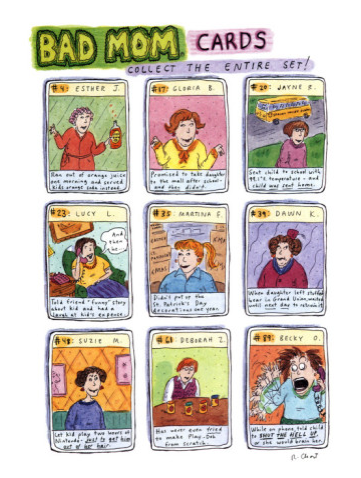 BAD MOM CARDS
COLLECT THE ENTIRE SET!
#4: ESTHER J.
Ran out of orange juice
one morning and served
kids orange soda instead.
#17: GLORIA B.
Promised to take daughter
to the mall after school-
and they didn't.
#20: JAYNE R.
Sent child to school with
99.1°F temperature - and
child was sent home.
#23: LUCY L.
And
then
he...
Told friend "funny" story
about kid and had a
laugh at kid's expense.
#35: MARTINA F.
Didn't put up the
St. Patrick's Day
decorations one year.
#39: DAWN K.
When daughter left stuffed
bear in Grand Union, waited
until next day to retrieve it.
#48: SUZIE M.
Let kid play two hours of
Nintendo - just to get him
out of her hair.
DEBORAH Z.
Has never even tried
to make Play-Doh
from scratch.
#89: BECKY O.
While on phone, told child
to SHUT THE HELL UP,
or she would brain her.
R. Chast